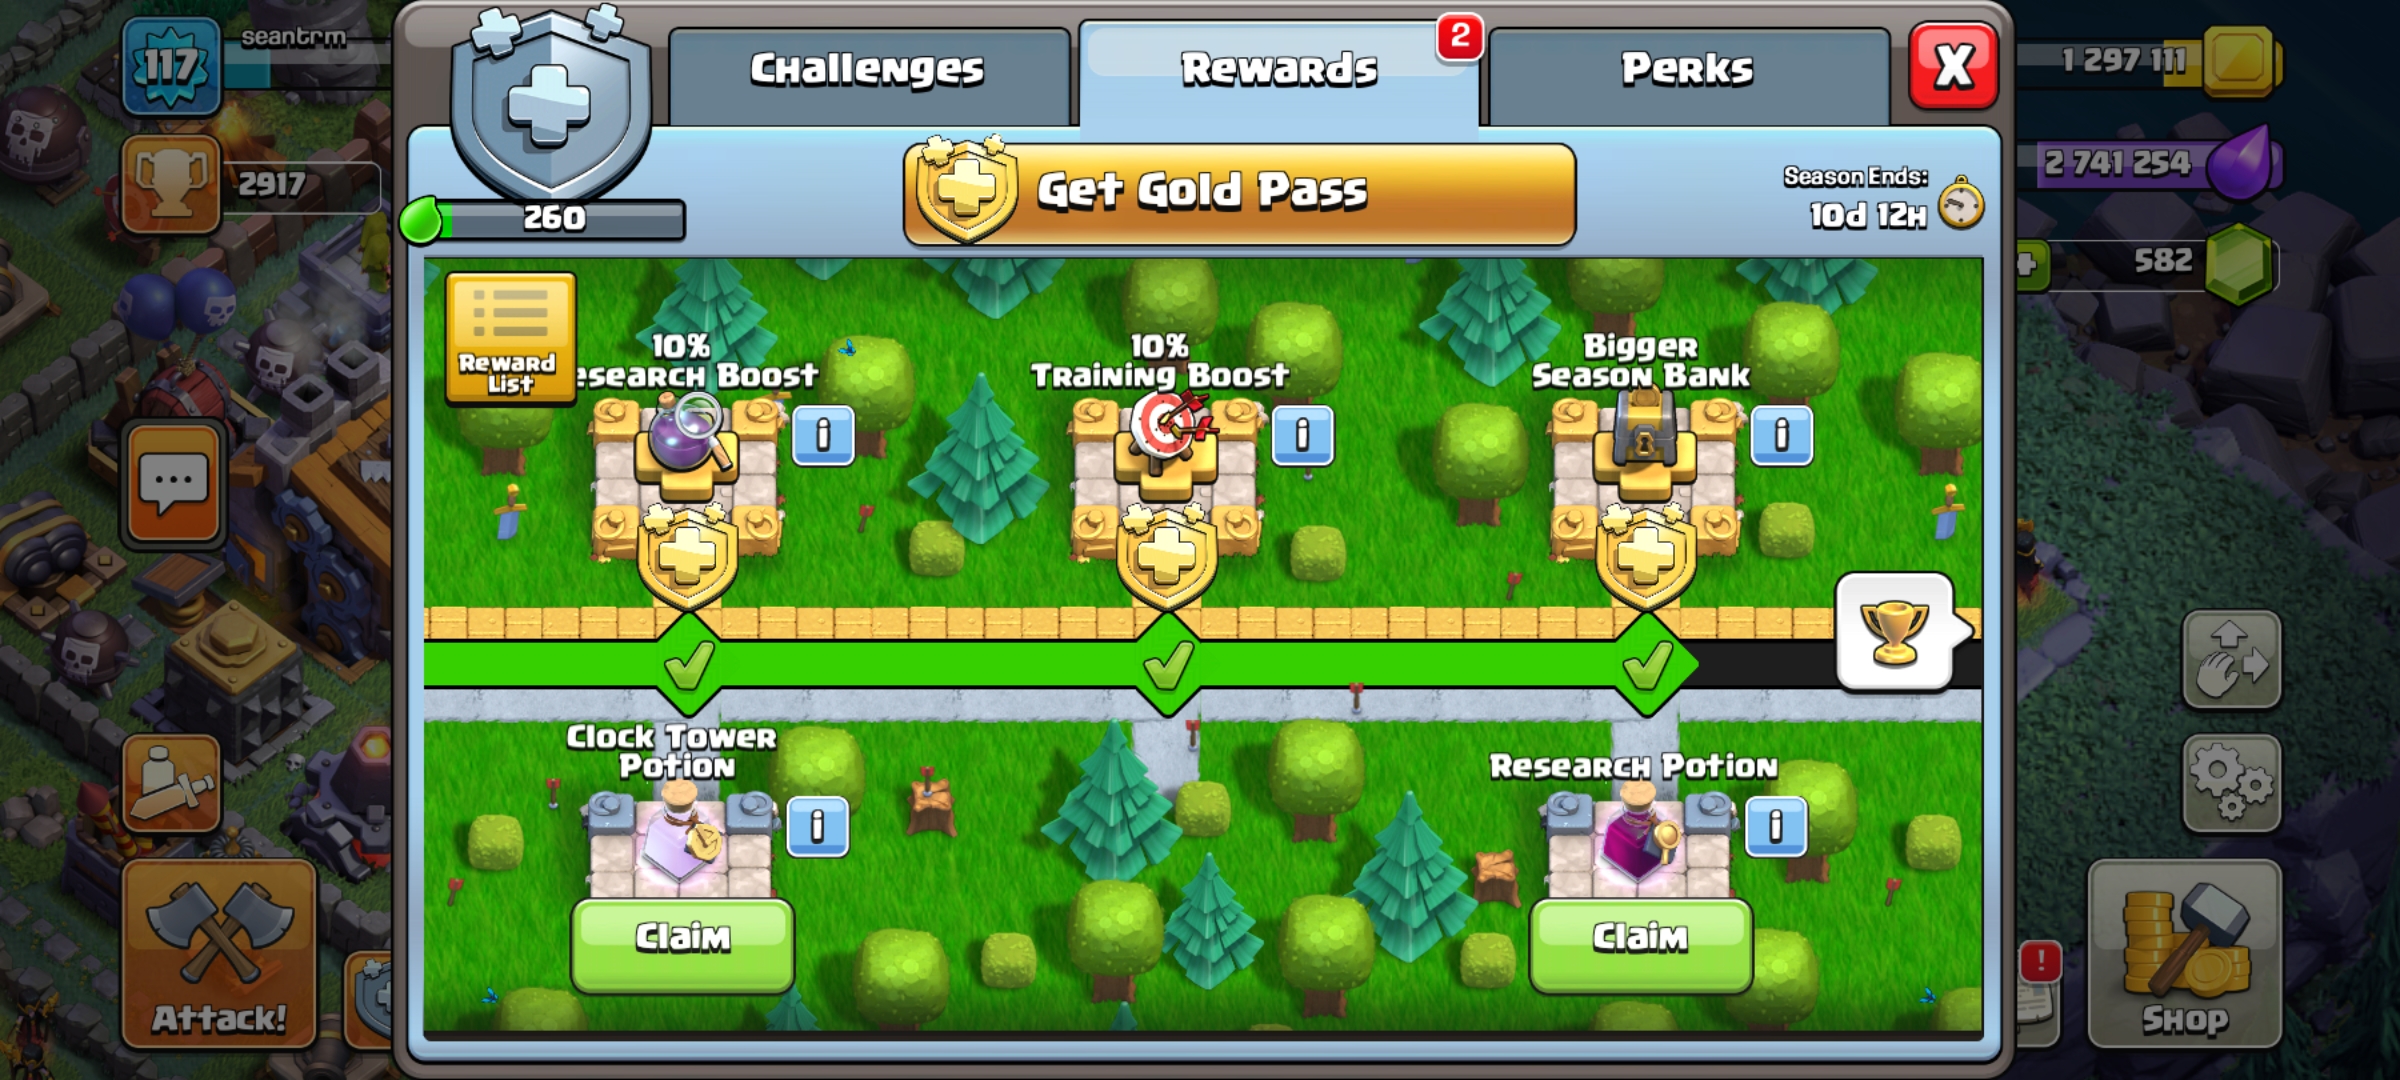 117
seantrm
2917
Challenges
Rewards
2
Perks
X
1 297 111
2 741 254
582
260
Get Gold Pass
Season Ends:
10d 12h
Reward
List
10%
esearch Boost
i
10%
Training Boost
i
Bigger
Season Bank
i
Clock Tower
Potion
i
Claim
Research Potion
i
Claim
Attack!
!
Shop